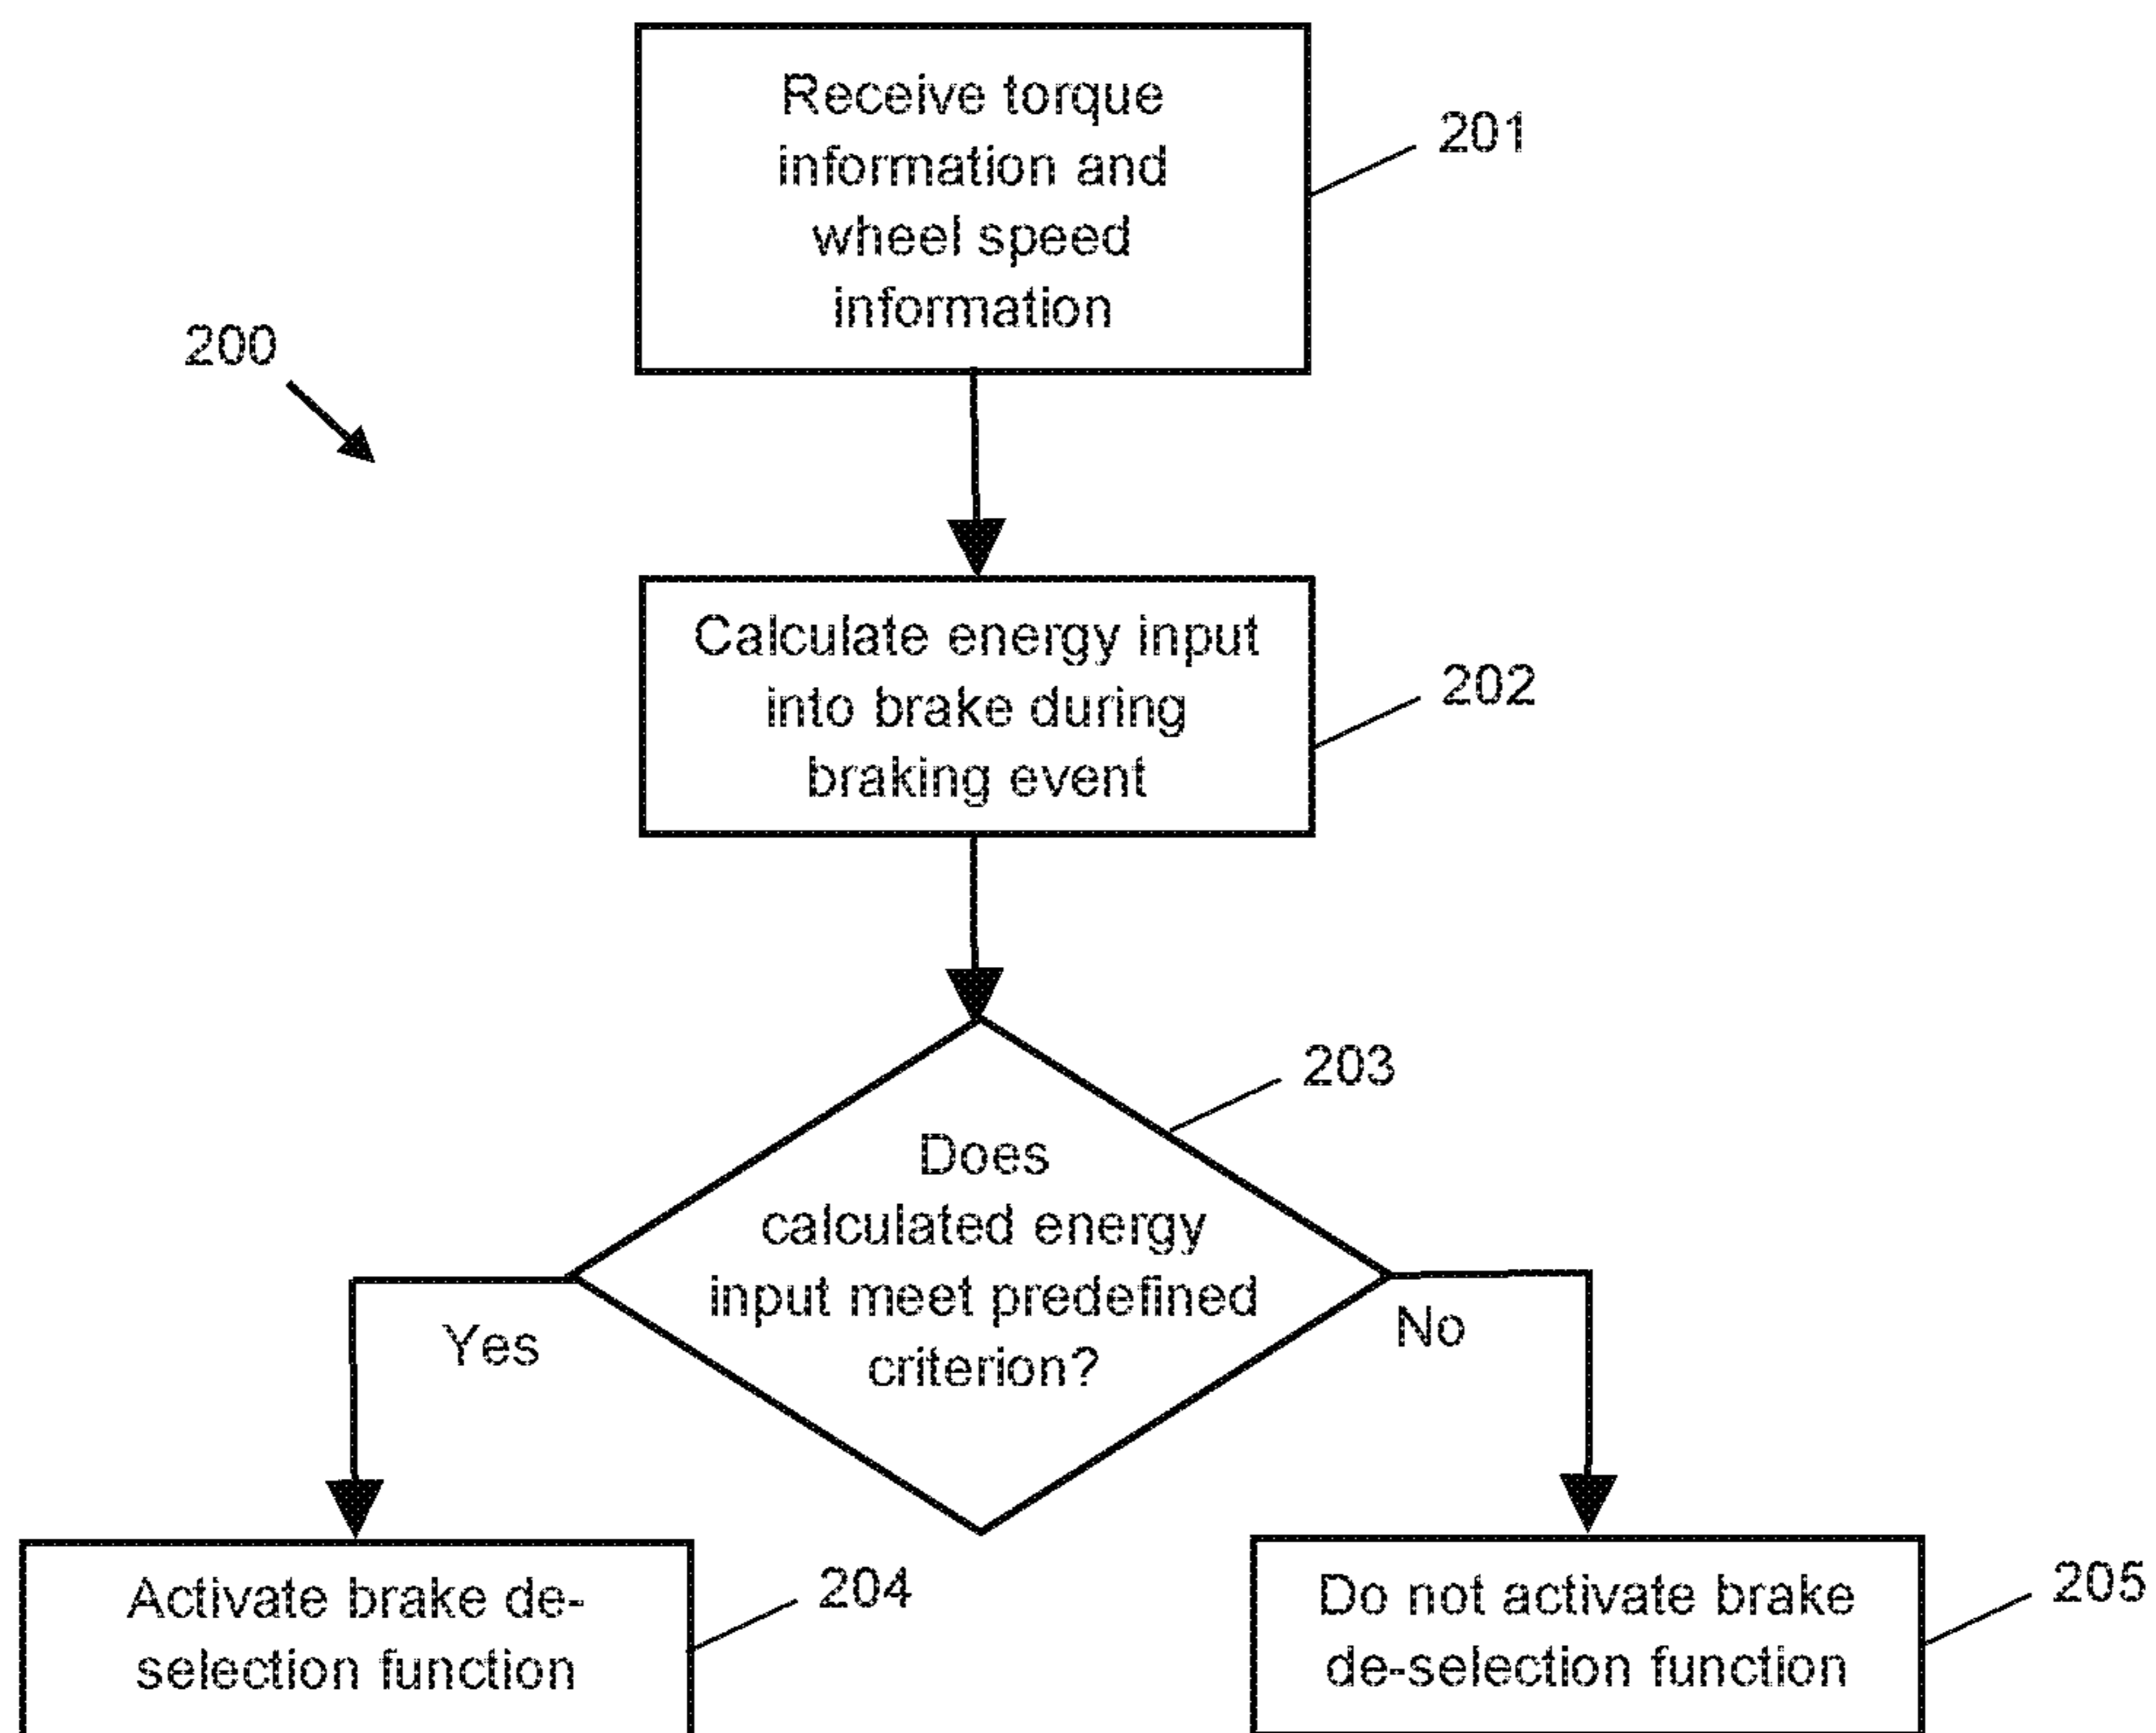 Receive torque
information and
wheel speed
information
201
200
Calculate energy input
into brake during
braking event
202
203
Does
calculated energy
input meet predefined
criterion?
Yes
No
Activate brake de-
selection function
204
Do not activate brake
de-selection function
205